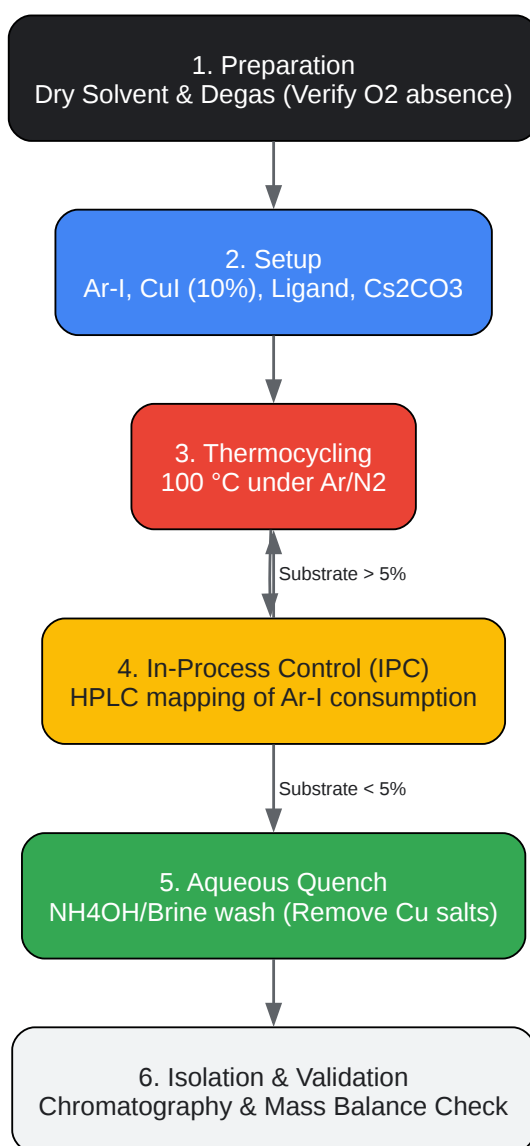 1. Preparation
Dry Solvent & Degas (Verify O2 absence)
2. Setup
Ar-I, CuI (10%), Ligand, Cs2CO3
3. Thermocycling
100 °C under Ar/N2
Substrate > 5%
4. In-Process Control (IPC)
HPLC mapping of Ar-I consumption
Substrate < 5%
5. Aqueous Quench
NH4OH/Brine wash (Remove Cu salts)
6. Isolation & Validation
Chromatography & Mass Balance Check